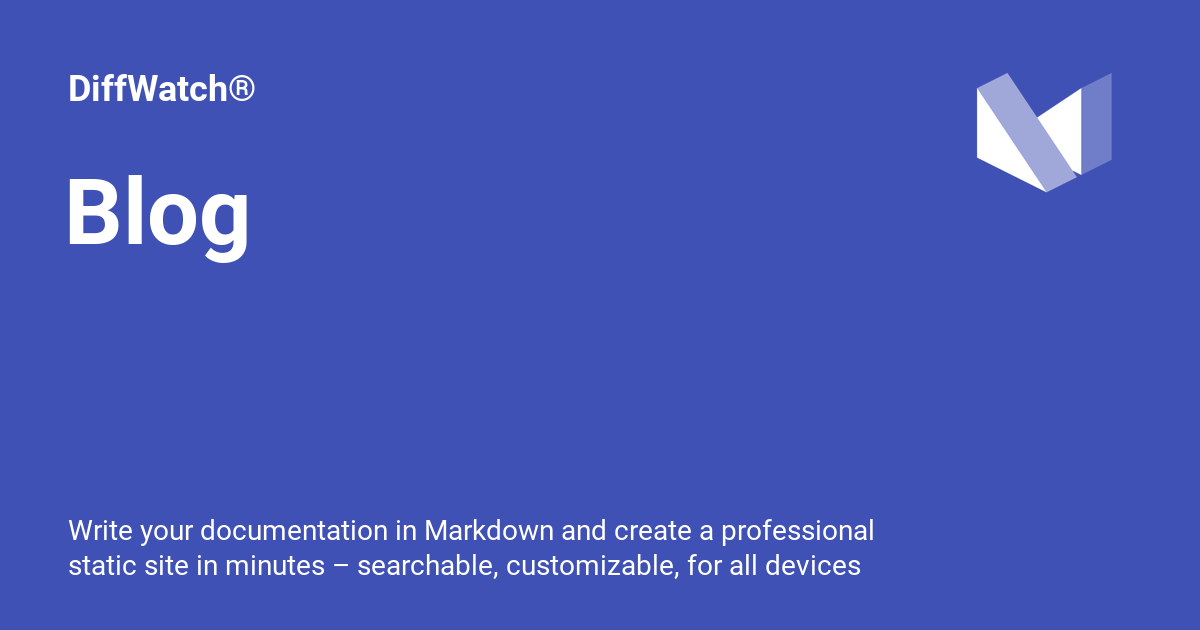 DiffWatch®
Blog
Write your documentation in Markdown and create a professional
static site in minutes – searchable, customizable, for all devices